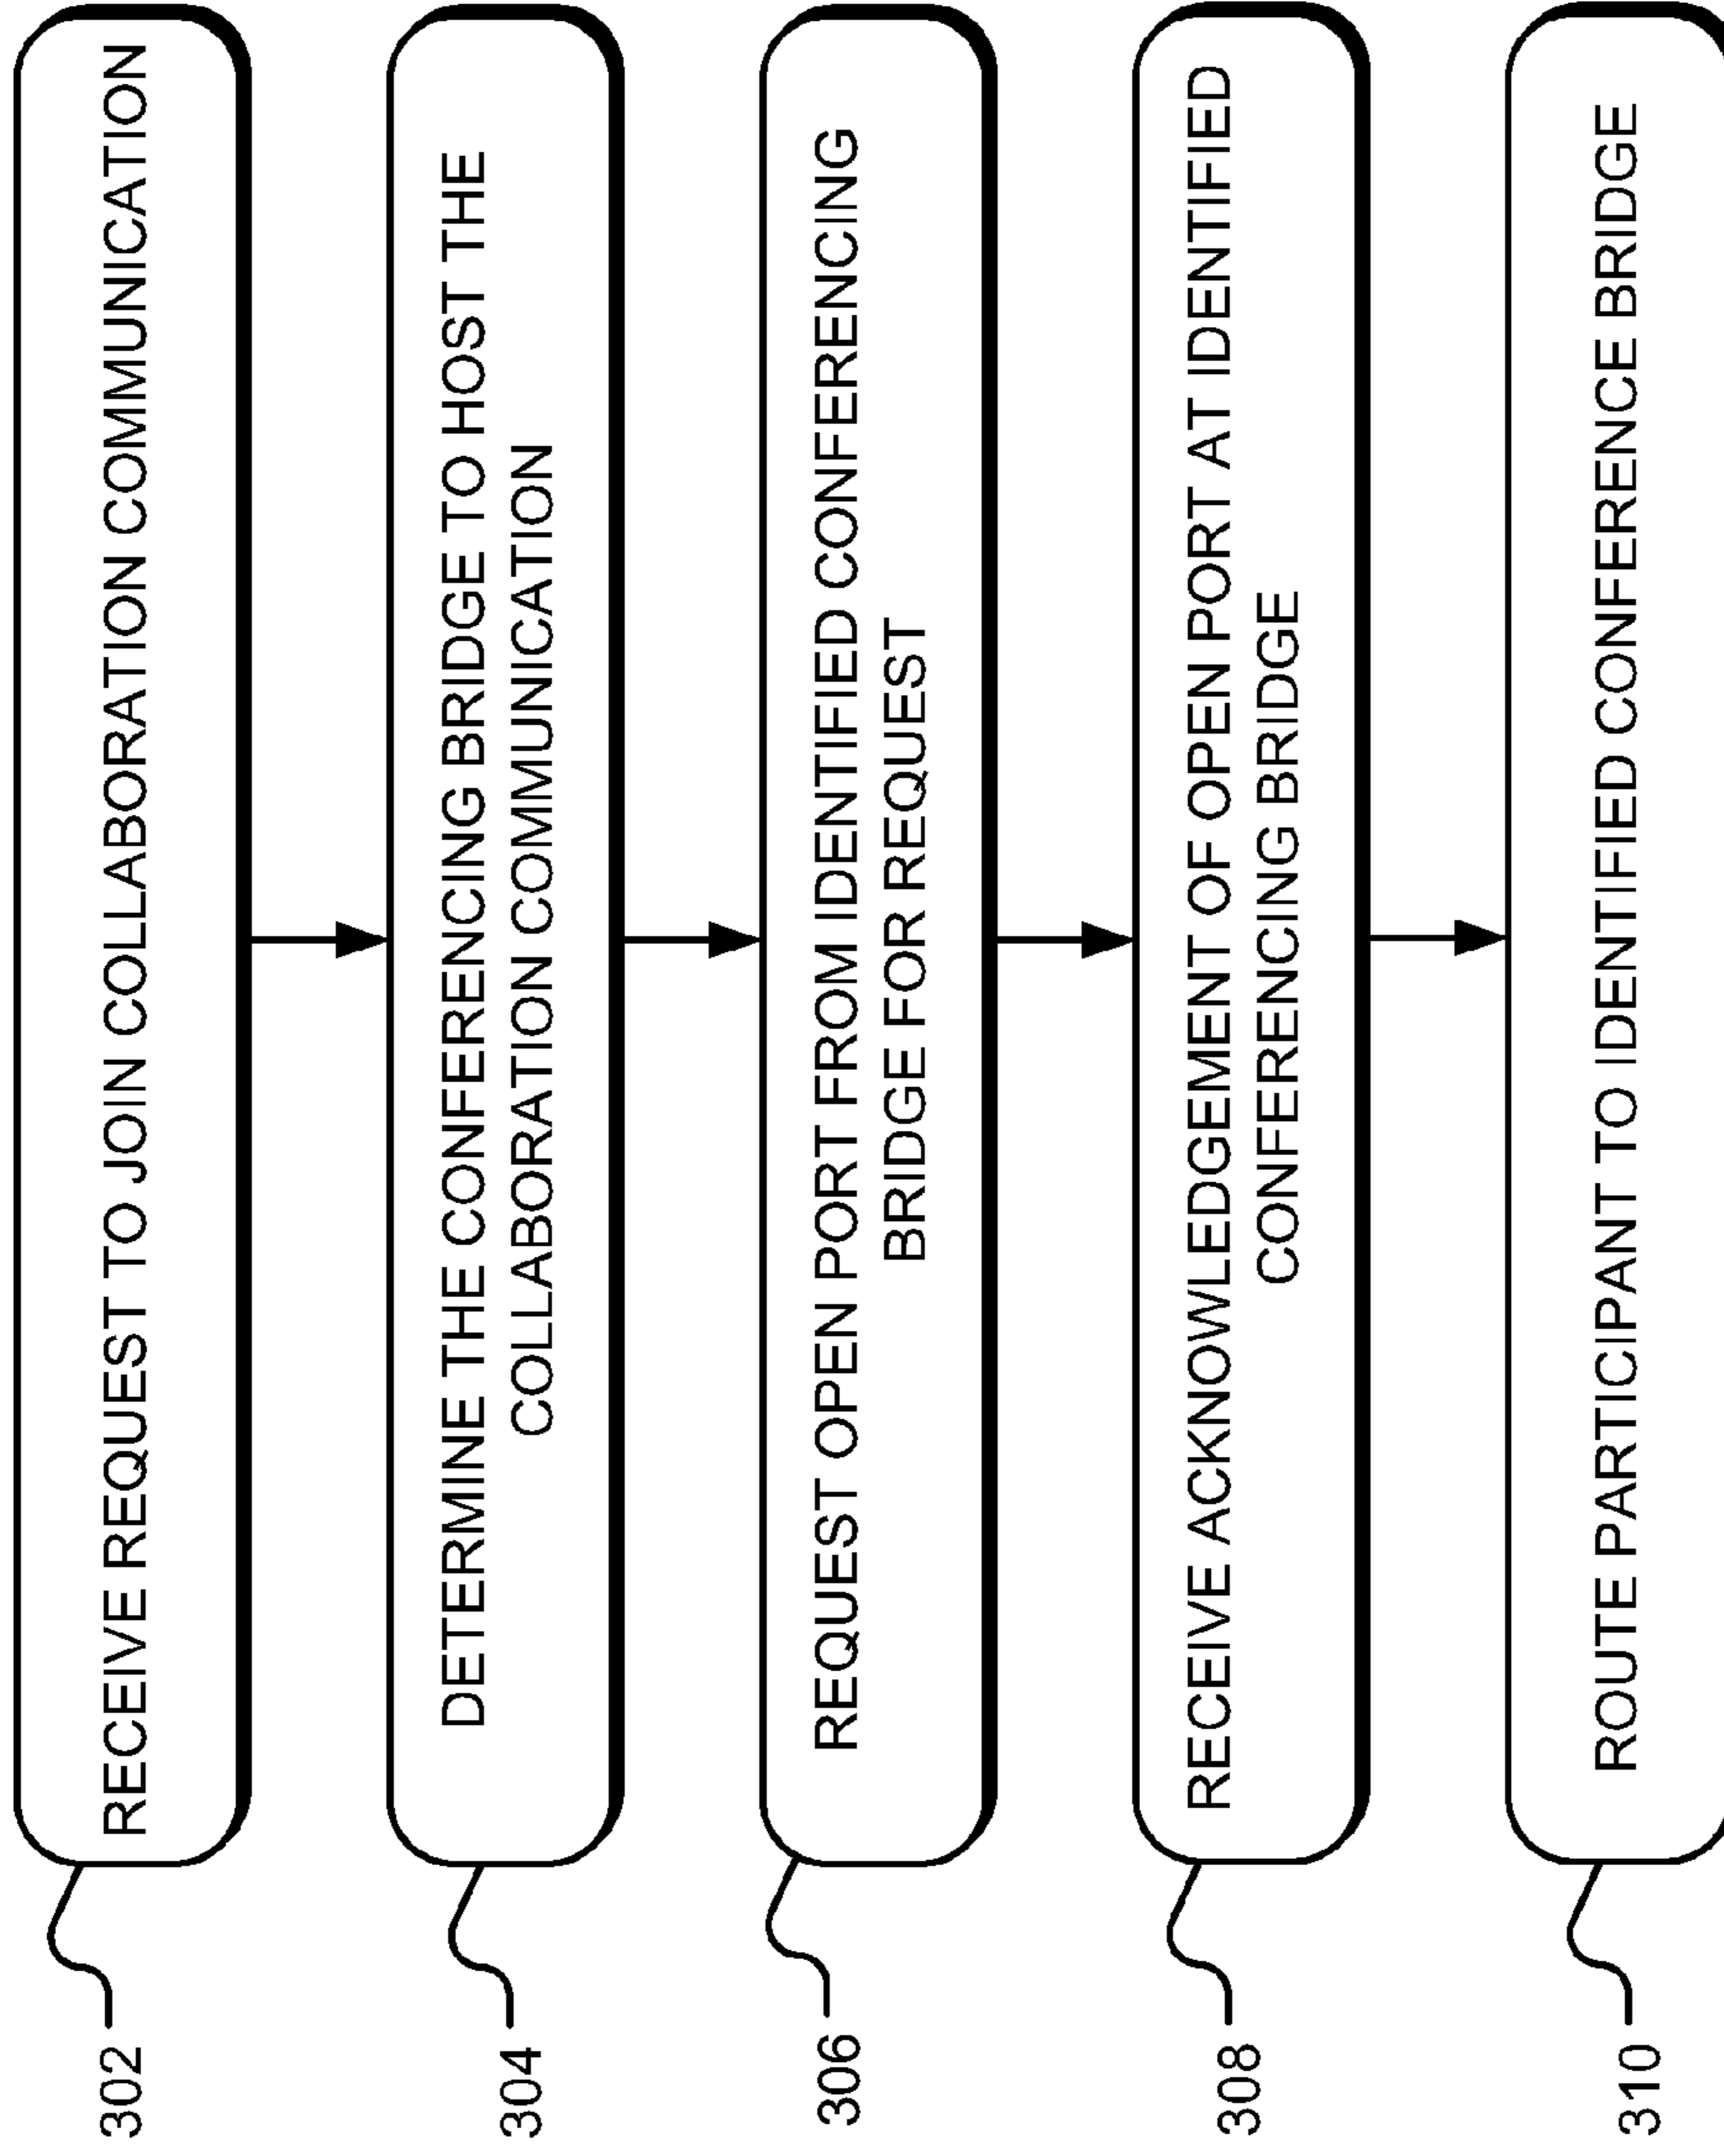 302
RECEIVE REQUEST TO JOIN COLLABORATION COMMUNICATION
304
DETERMINE THE CONFERENCING BRIDGE TO HOST THE
COLLABORATION COMMUNICATION
306
REQUEST OPEN PORT FROM IDENTIFIED CONFERENCING
BRIDGE FOR REQUEST
308
RECEIVE ACKNOWLEDGEMENT OF OPEN PORT AT IDENTIFIED
CONFERENCING BRIDGE
310
ROUTE PARTICIPANT TO IDENTIFIED CONFERENCE BRIDGE